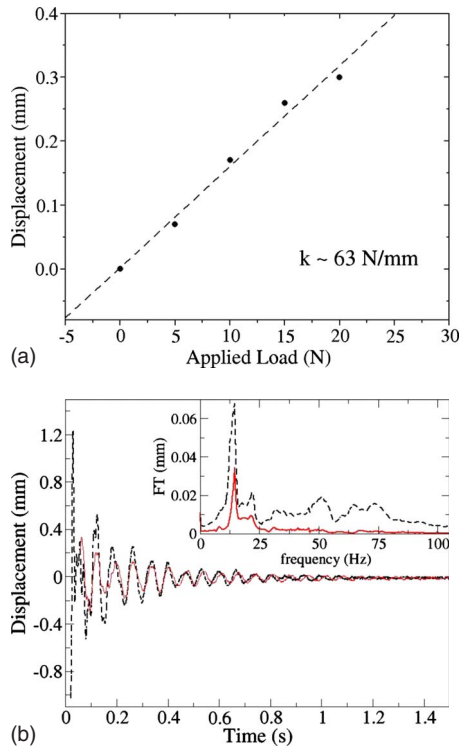 0.4
0.3
0.2
0.1
0.0
Displacement (mm)
k ~ 63 N/mm
-5 0 5 10 15 20 25 30
(a) Applied Load (N)
1.2
0.8
0.4
0
-0.4
-0.8
Displacement (mm)
0.06
0.04
0.02
0
FT (mm)
0 25 50 75 100
frequency (Hz)
0 0.2 0.4 0.6 0.8 1 1.2 1.4
(b) Time (s)